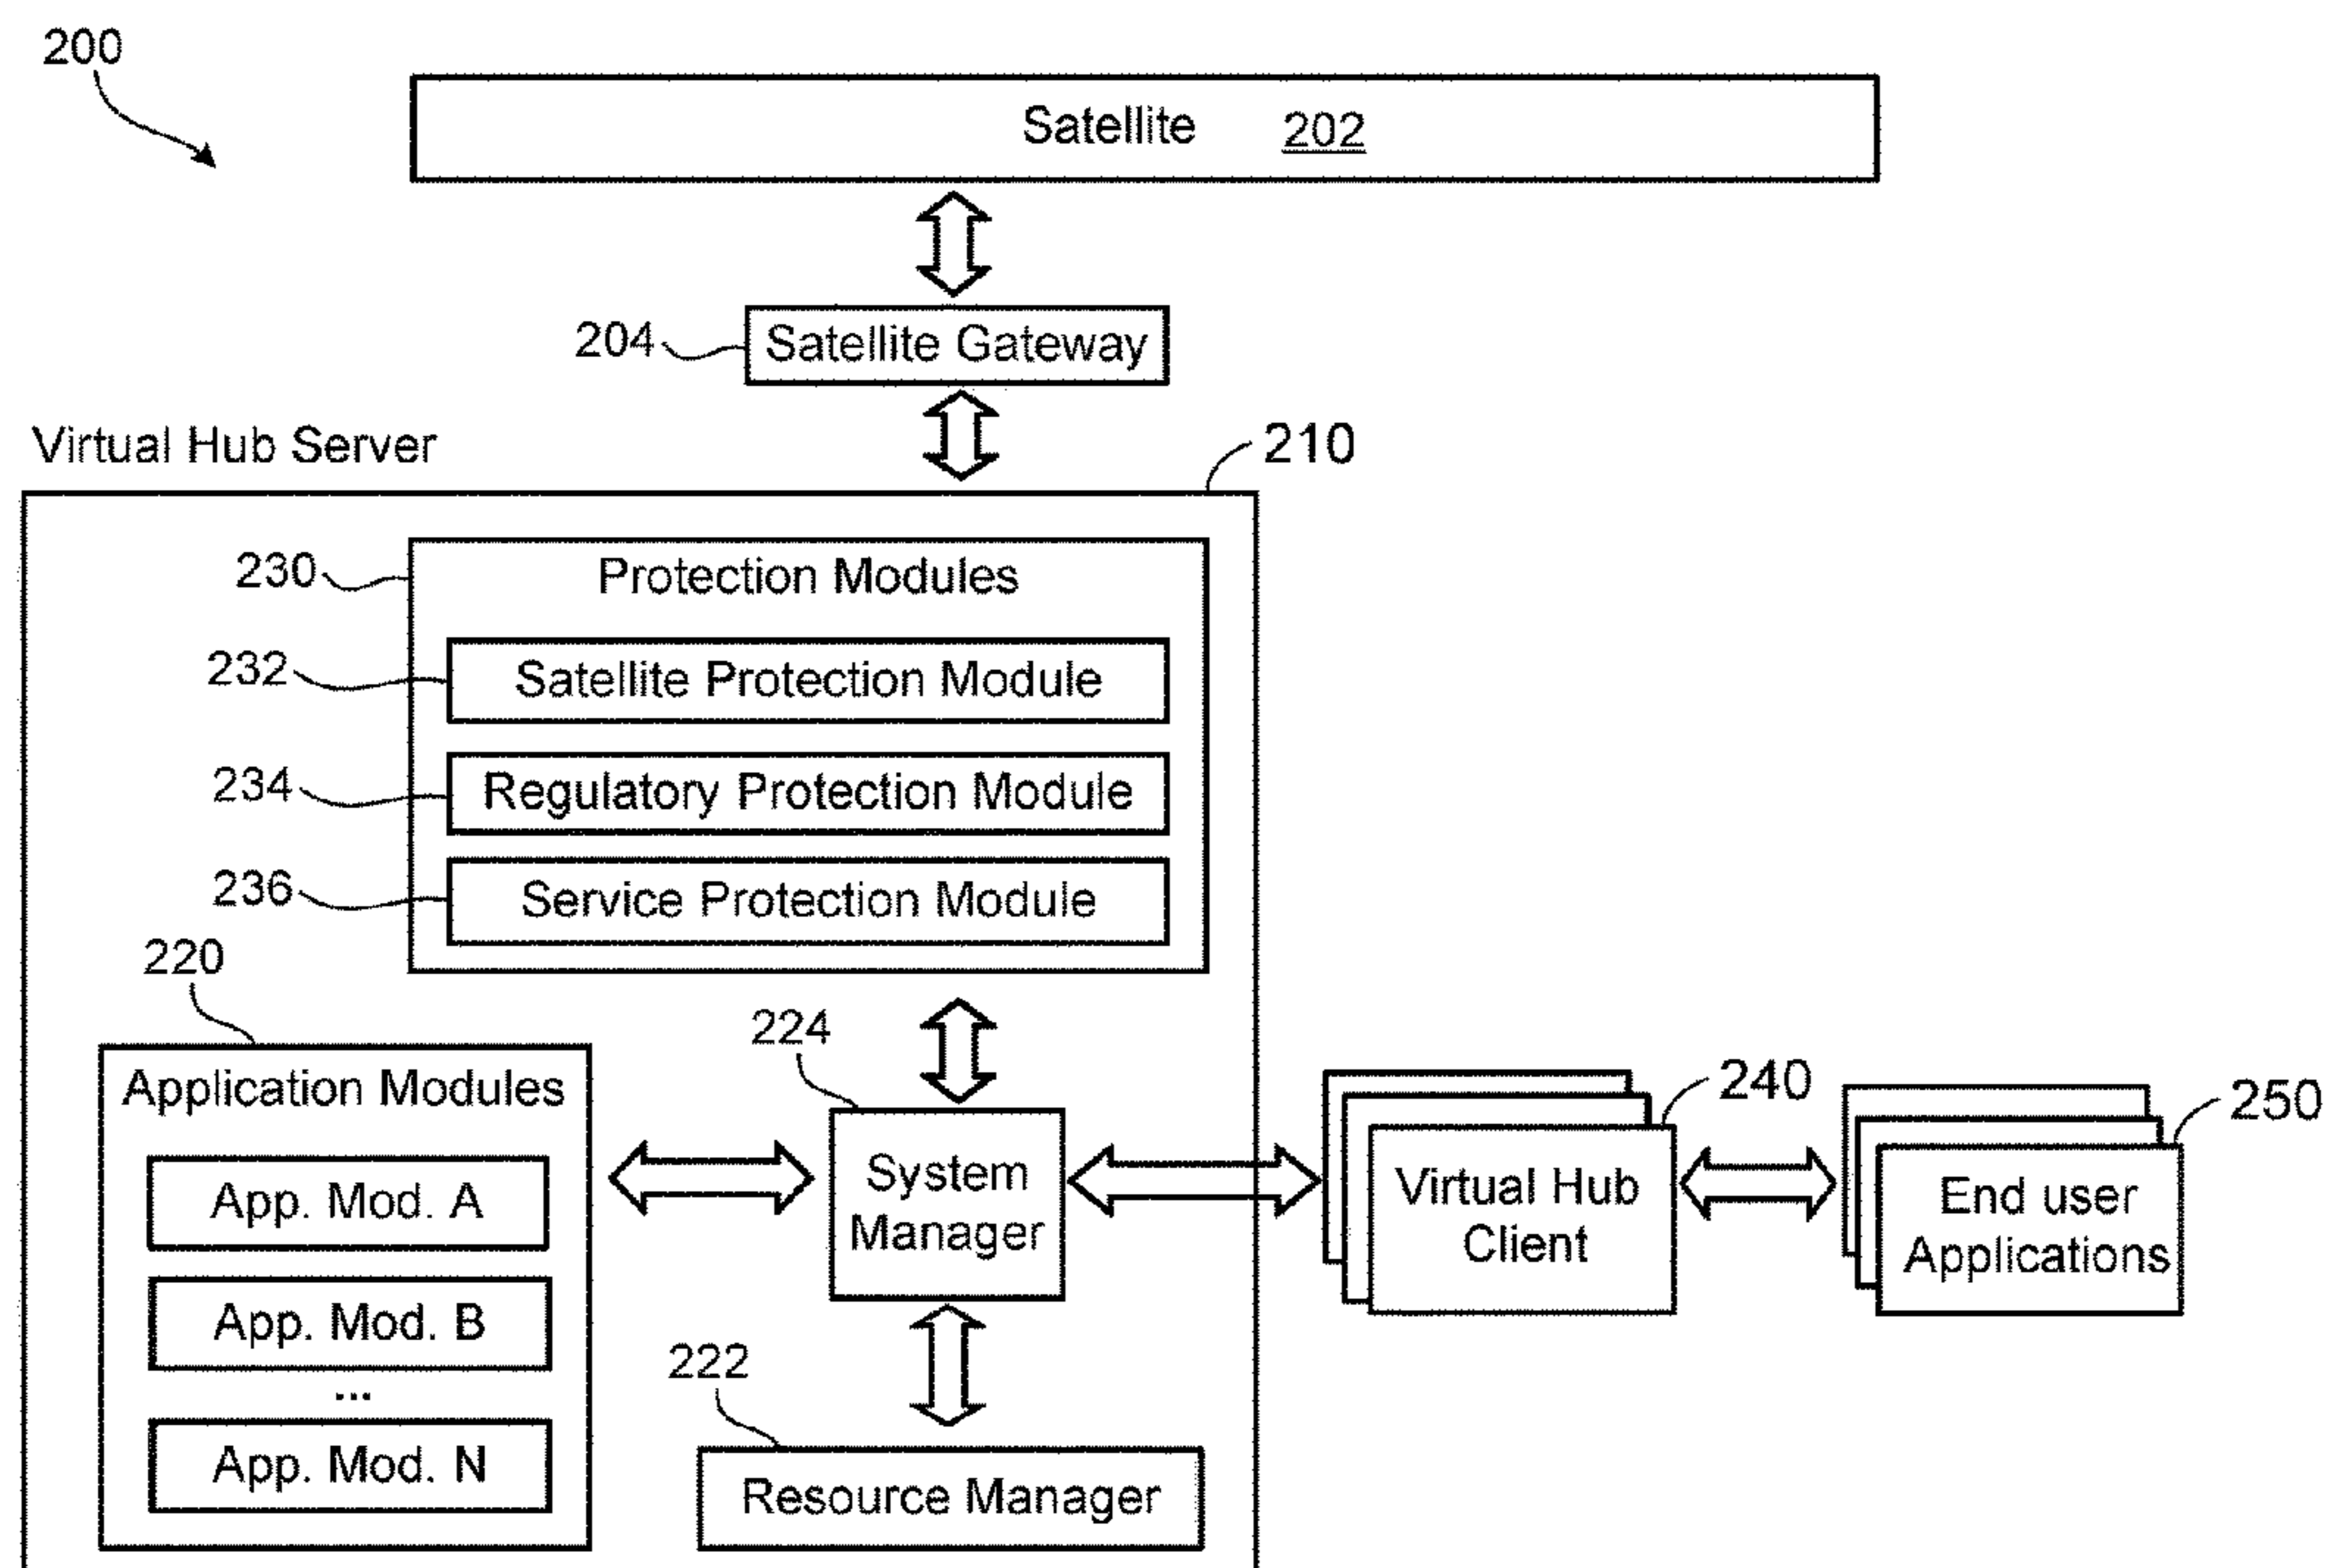 200
Satellite 202
204 Satellite Gateway
Virtual Hub Server
210
230 Protection Modules
232 Satellite Protection Module
234 Regulatory Protection Module
236 Service Protection Module
220
Application Modules
App. Mod. A
App. Mod. B
...
App. Mod. N
224
System
Manager
222
Resource Manager
240
Virtual Hub
Client
250
End user
Applications